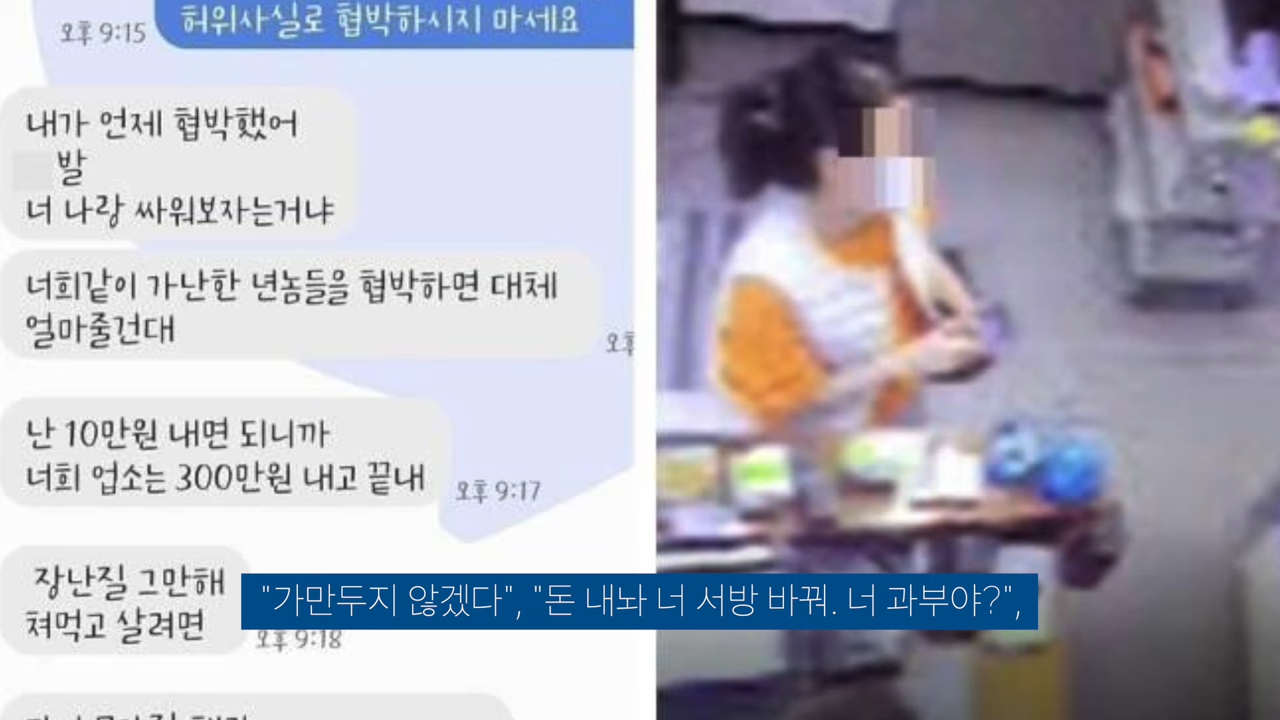 허위사실로 협박하시지 마세요
오후 9:15
내가 언제 협박했어
발
너 나랑 싸워보자는거냐
너희같이 가난한 년놈들을 협박하면 대체
얼마줄건대
오후
난 10만원 내면 되니까
너희 업소는 300만원 내고 끝내
오후 9:17
장난질 그만해
쳐먹고 살려면
오후 9:18
"가만두지 않겠다", "돈 내놔 너 서방 바꿔. 너 과부야?",